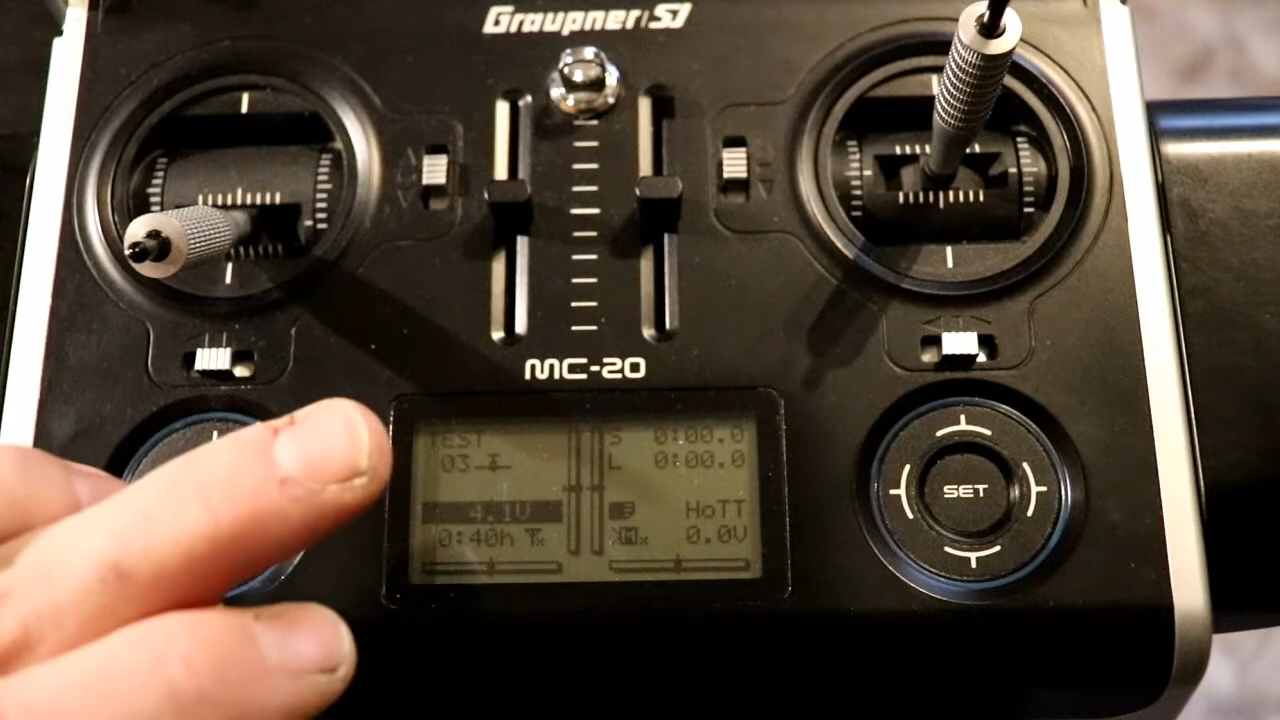 Graupner SJ
MC-20
TEST
03
S 0:00.0
L 0:00.0
4.1V
0:40h
HoTT
M
0.0V
SET